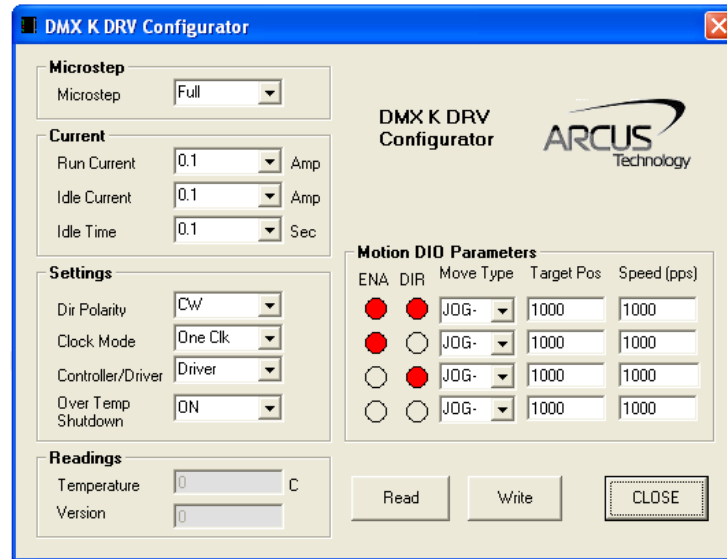 DMX K DRV Configurator
Microstep
Microstep Full
Current
Run Current 0.1 Amp
Idle Current 0.1 Amp
Idle Time 0.1 Sec
Settings
Dir Polarity CW
Clock Mode One Clk
Controller/Driver Driver
Over Temp
Shutdown ON
Readings
Temperature 0 C
Version 0
DMX K DRV
Configurator
ARCUS
Technology
Motion DIO Parameters
ENA DIR Move Type Target Pos Speed (pps)
JOG- 1000 1000
JOG- 1000 1000
JOG- 1000 1000
JOG- 1000 1000
Read Write CLOSE